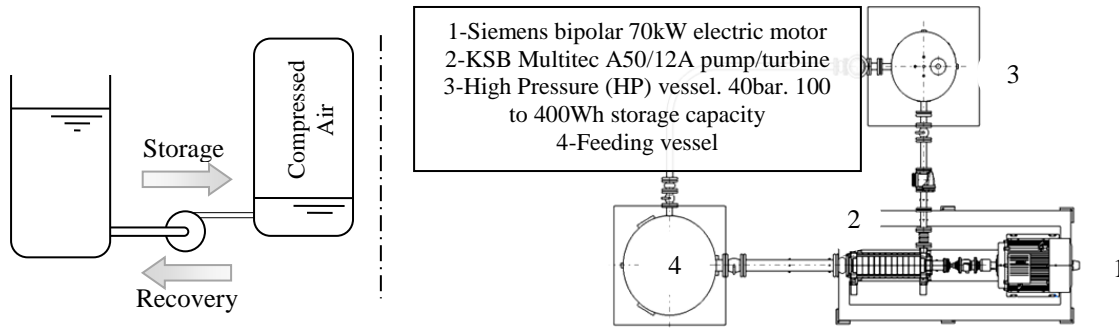 Storage
Recovery
Compressed
Air
1-Siemens bipolar 70kW electric motor
2-KSB Multitec A50/12A pump/turbine
3-High Pressure (HP) vessel. 40bar. 100
to 400Wh storage capacity
4-Feeding vessel
3
2
4
1